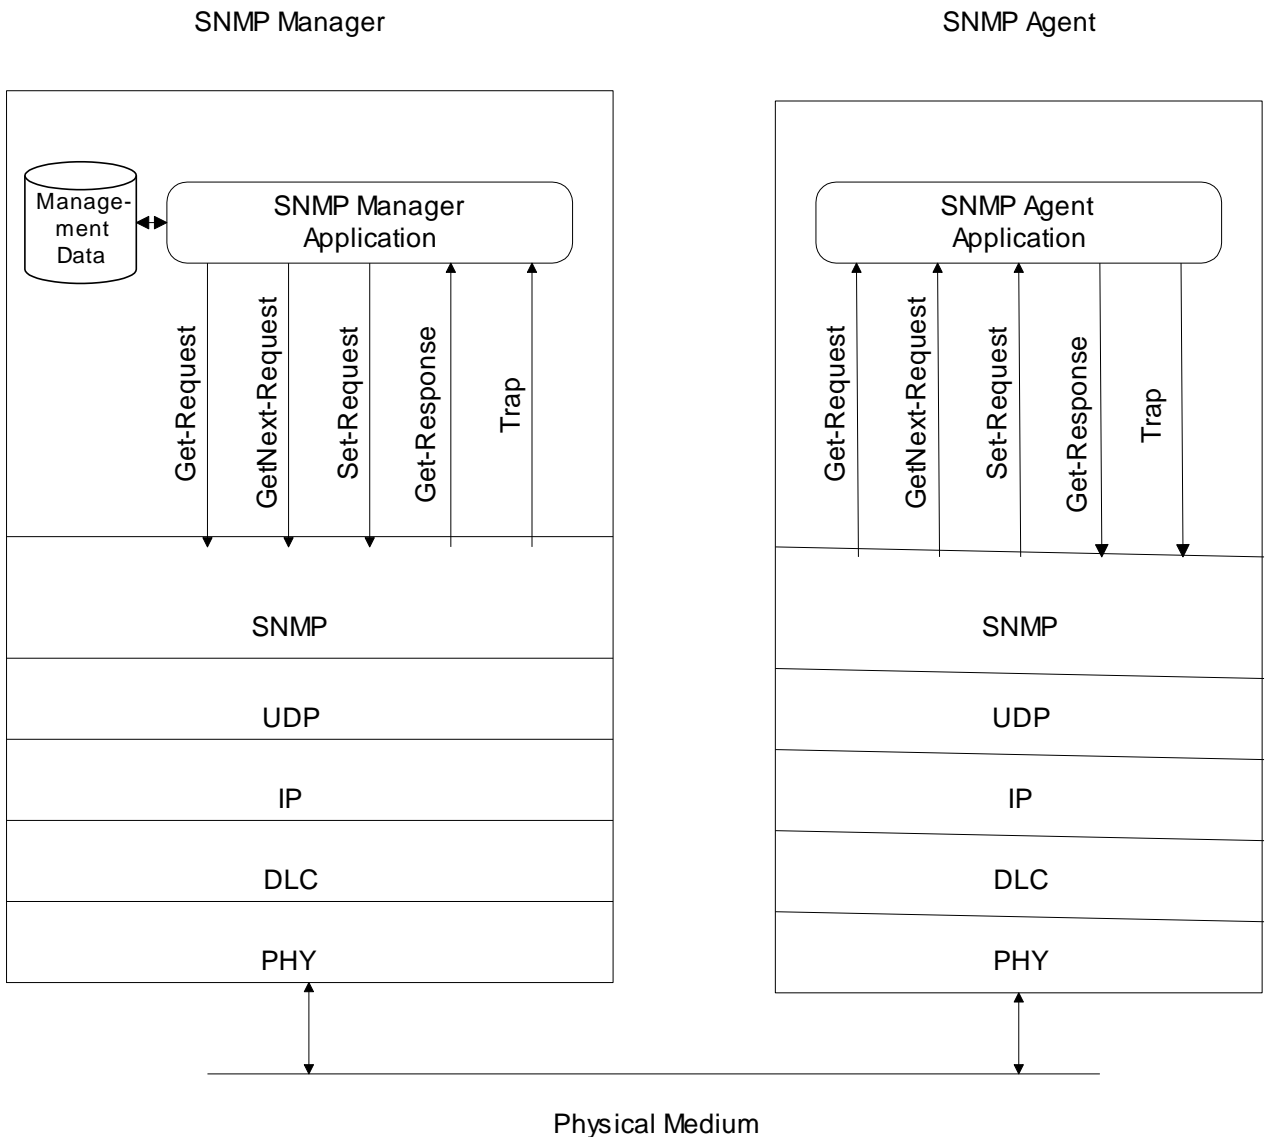 SNMP Manager
SNMP Agent
Manage-
ment
Data
SNMP Manager
Application
Get-Request
GetNext-Request
Set-Request
Get-Response
Trap
SNMP
UDP
IP
DLC
PHY
SNMP Agent
Application
Get-Request
GetNext-Request
Set-Request
Get-Response
Trap
SNMP
UDP
IP
DLC
PHY
Physical Medium